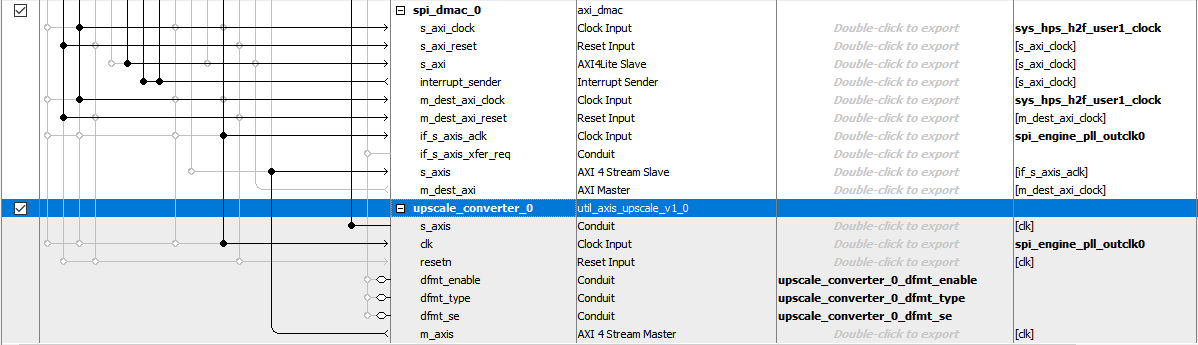 spi_dmac_0 axi_dmac
s_axi_clock Clock Input Double-click to export sys_hps_h2f_user1_clock
s_axi_reset Reset Input Double-click to export [s_axi_clock]
s_axi AXI4Lite Slave Double-click to export [s_axi_clock]
interrupt_sender Interrupt Sender Double-click to export [s_axi_clock]
m_dest_axi_clock Clock Input Double-click to export sys_hps_h2f_user1_clock
m_dest_axi_reset Reset Input Double-click to export [m_dest_axi_clock]
if_s_axis_aclk Clock Input Double-click to export spi_engine_pll_outclk0
if_s_axis_xfer_req Conduit Double-click to export
s_axis AXI 4 Stream Slave Double-click to export [if_s_axis_aclk]
m_dest_axi AXI Master Double-click to export [m_dest_axi_clock]
upscale_converter_0 util_axis_upscale_v1_0
s_axis Conduit Double-click to export [clk]
clk Clock Input Double-click to export spi_engine_pll_outclk0
resetn Reset Input Double-click to export [clk]
dfmt_enable Conduit upscale_converter_0_dfmt_enable
dfmt_type Conduit upscale_converter_0_dfmt_type
dfmt_se Conduit upscale_converter_0_dfmt_se
m_axis AXI 4 Stream Master Double-click to export [clk]